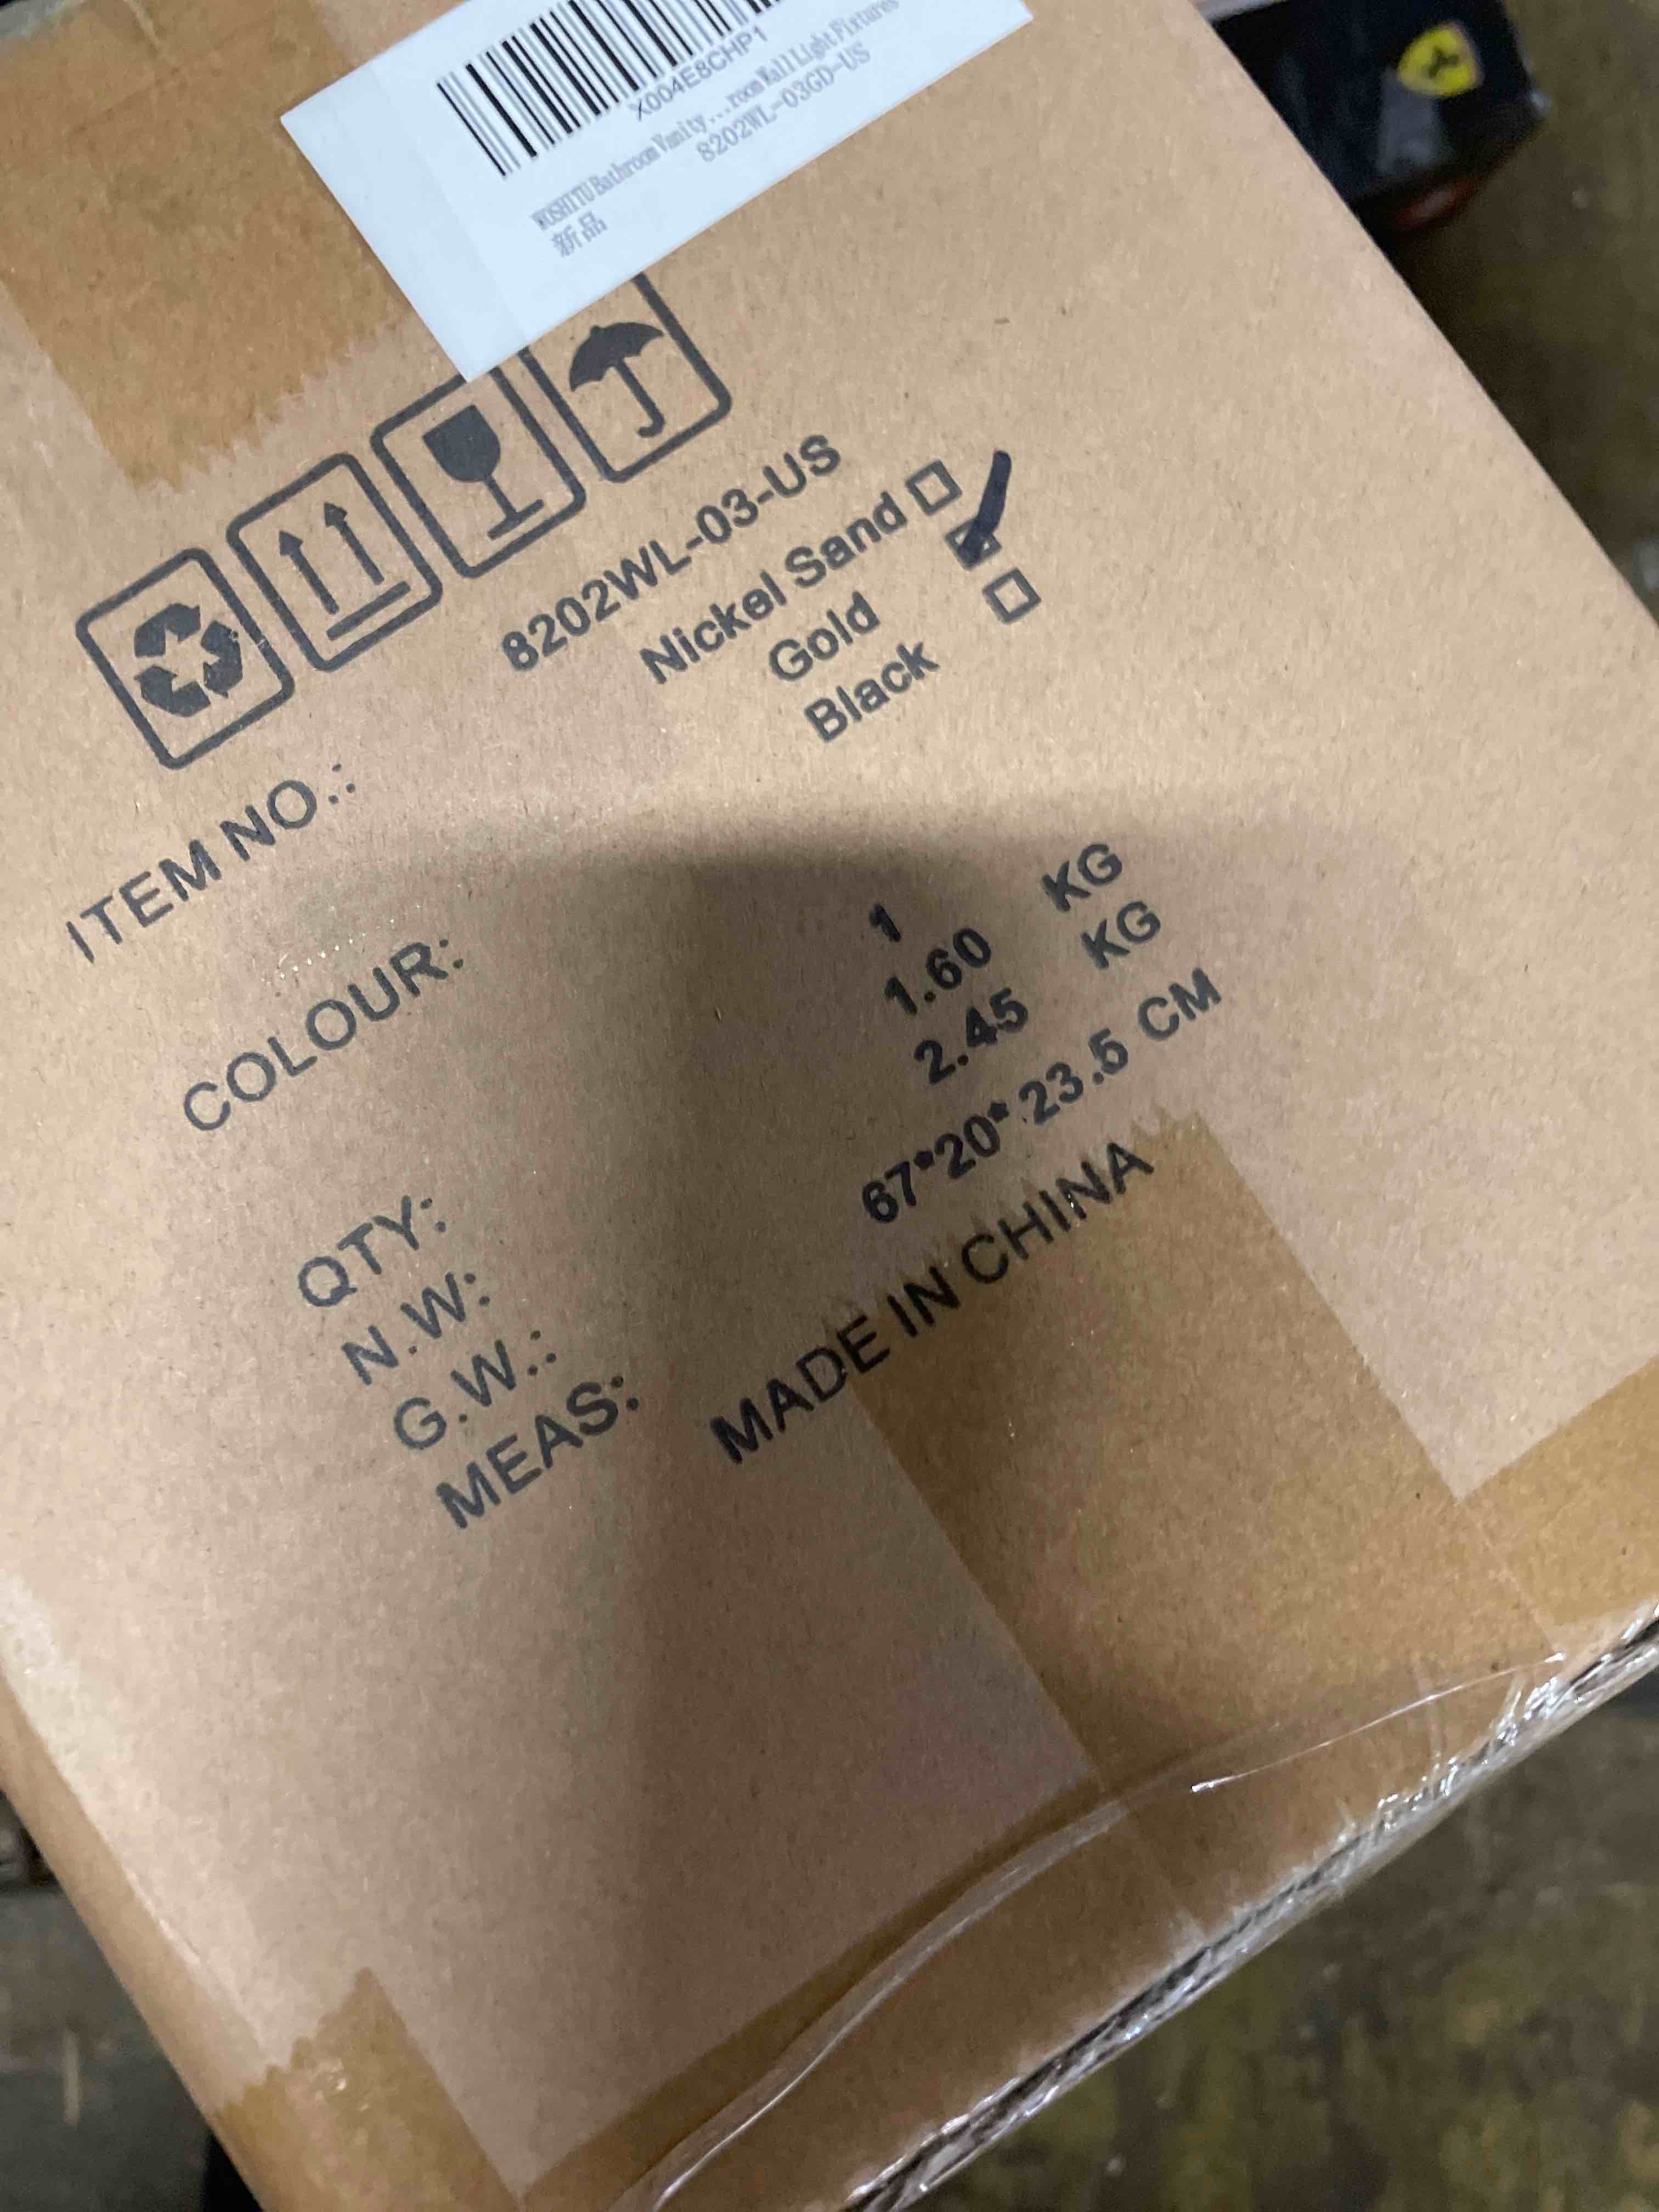 X004E8CHP1
WOSHITU Bathroom Vanity...room Wall Light Fixtures
8202WL-03GD-US
新品
ITEM NO.: 8202WL-03-US
COLOUR: Nickel Sand
Gold
Black
QTY: 1
N.W: 1.60 KG
G.W.: 2.45 KG
MEAS: 67*20*23.5 CM
MADE IN CHINA